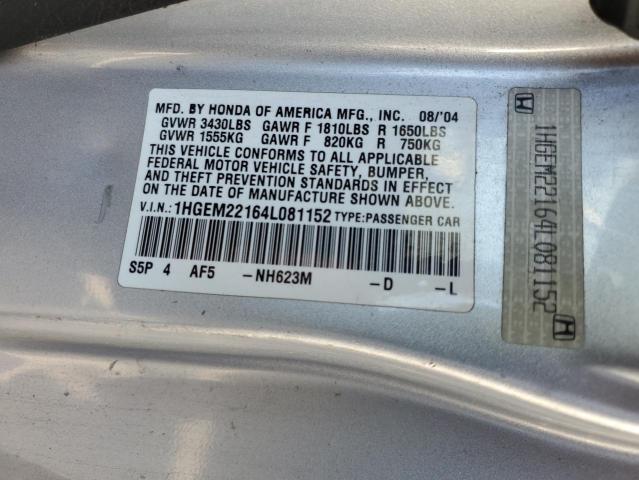 MFD. BY HONDA OF AMERICA MFG., INC. 08/'04
GVWR 3430LBS GAWR F 1810LBS R 1650LBS
GVWR 1555KG GAWR F 820KG R 750KG
THIS VEHICLE CONFORMS TO ALL APPLICABLE
FEDERAL MOTOR VEHICLE SAFETY, BUMPER,
AND THEFT PREVENTION STANDARDS IN EFFECT
ON THE DATE OF MANUFACTURE SHOWN ABOVE.
V.I.N.: 1HGEM22164L081152 TYPE:PASSENGER CAR
S5P 4 AF5 -NH623M -D -L
1HGEM22164L081152